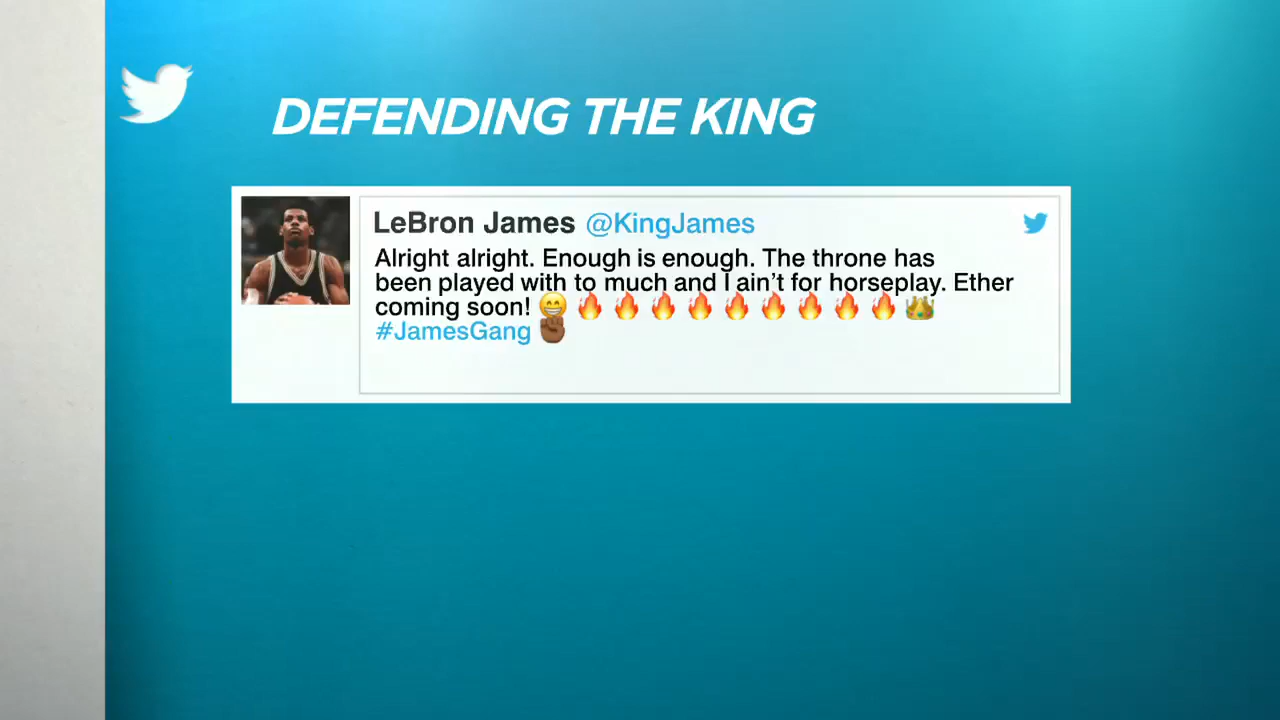 DEFENDING THE KING
LeBron James @KingJames
Alright alright. Enough is enough. The throne has
been played with to much and I ain't for horseplay. Ether
coming soon! 😁🔥🔥🔥🔥🔥🔥🔥🔥🔥👑
#JamesGang ✊🏾